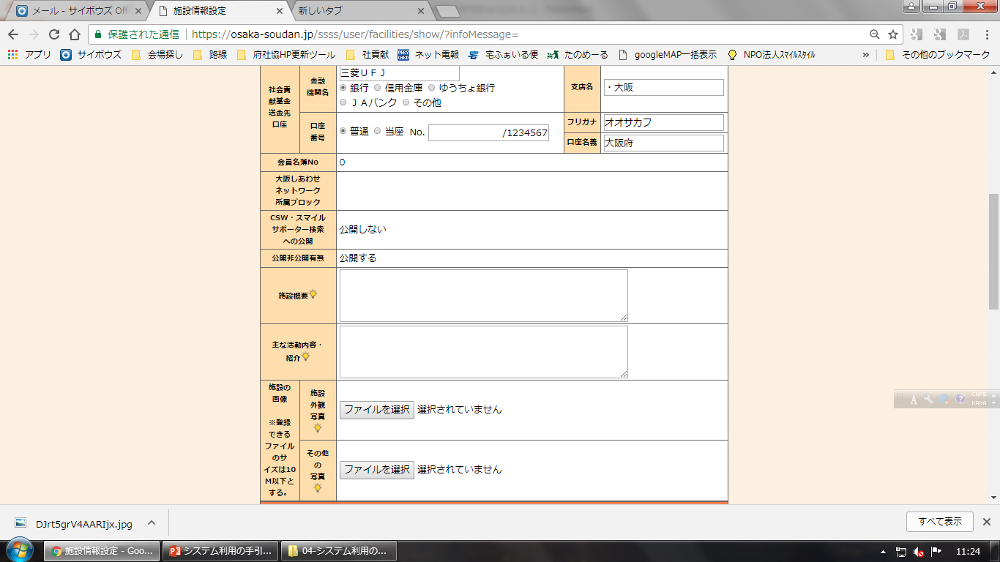 メール - サイボウズ Off
施設情報設定
新しいタブ
保護された通信 https://osaka-soudan.jp/ssss/user/facilities/show/?infoMessage=
アプリ サイボウズ 会場探し 路線 府社協HP更新ツール 社貢献 ネット電報 宅ふぁいる便 たのめーる googleMAP一括表示 NPO法人ｽﾏｲﾙｽﾀｲﾙ » その他のブックマーク
社会貢
献基金
送金先
口座
金融
機関名
三菱ＵＦＪ
銀行 信用金庫 ゆうちょ銀行
ＪＡバンク その他
支店名
・大阪
口座
番号
普通 当座 No. /1234567
フリガナ
オオサカフ
口座名義
大阪府
会員名簿No
0
大阪しあわせ
ネットワーク
所属ブロック
CSW・スマイル
サポーター検索
への公開
公開しない
公開非公開有無
公開する
施設概要
主な活動内容・
紹介
施設の
画像
※登録
できる
ファイル
のサ
イズは10
M以下と
する。
施設
外観
写真
ファイルを選択 選択されていません
その他
の
写真
ファイルを選択 選択されていません
A
CAPS
KANA
DJrt5grV4AARIjx.jpg
すべて表示
施設情報設定 - Goo...
システム利用の手引...
04-システム利用の...
11:24